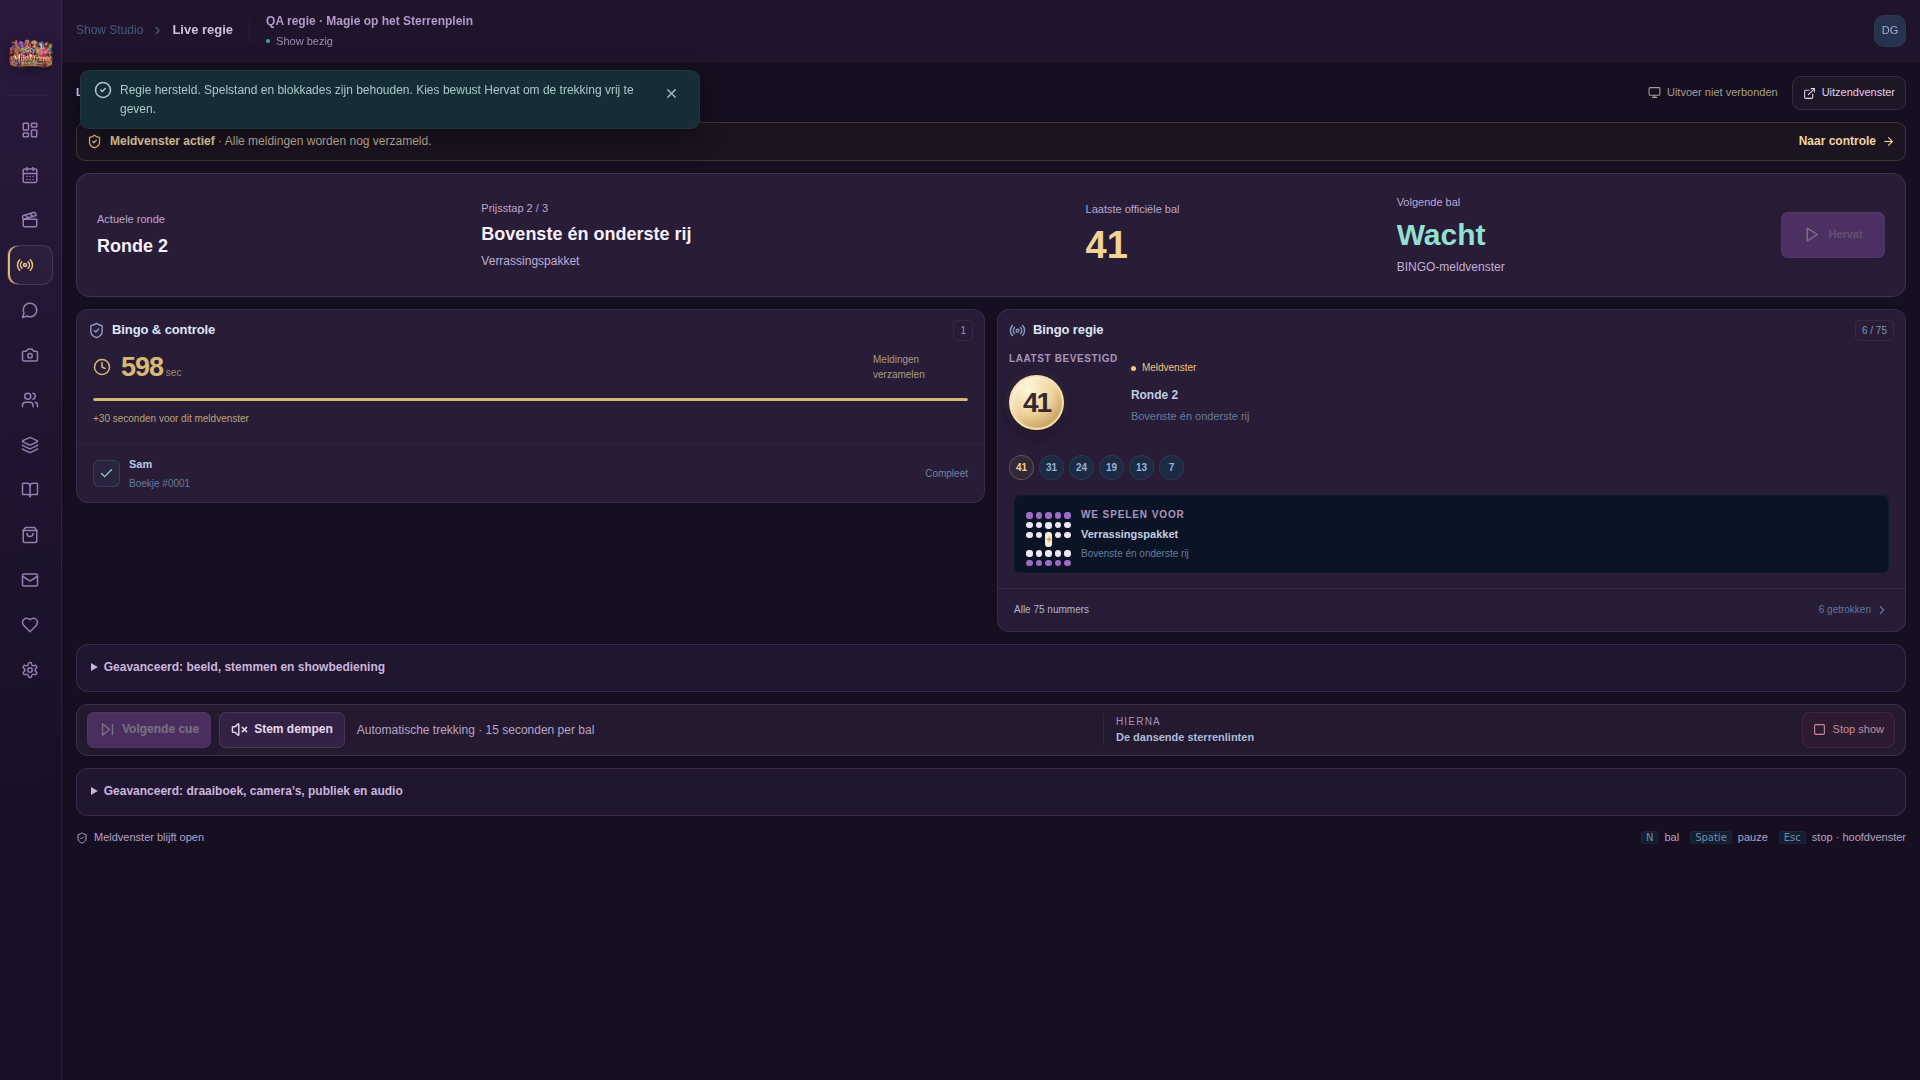 Show Studio
Live regie
QA regie · Magie op het Sterrenplein
Show bezig
DG
Regie hersteld. Spelstand en blokkades zijn behouden. Kies bewust Hervat om de trekking vrij te
geven.
Uitvoer niet verbonden
Uitzendvenster
Meldvenster actief · Alle meldingen worden nog verzameld.
Naar controle
Actuele ronde
Ronde 2
Prijsstap 2 / 3
Bovenste én onderste rij
Verrassingspakket
Laatste officiële bal
41
Volgende bal
Wacht
BINGO-meldvenster
Hervat
Bingo & controle
1
598 sec
Meldingen
verzamelen
+30 seconden voor dit meldvenster
Sam
Boekje #0001
Compleet
Bingo regie
6 / 75
LAATST BEVESTIGD
41
Meldvenster
Ronde 2
Bovenste én onderste rij
41 31 24 19 13 7
WE SPELEN VOOR
Verrassingspakket
Bovenste én onderste rij
Alle 75 nummers
6 getrokken
Geavanceerd: beeld, stemmen en showbediening
Volgende cue
Stem dempen
Automatische trekking · 15 seconden per bal
HIERNA
De dansende sterrenlinten
Stop show
Geavanceerd: draaiboek, camera's, publiek en audio
Meldvenster blijft open
N bal Spatie pauze Esc stop · hoofdvenster